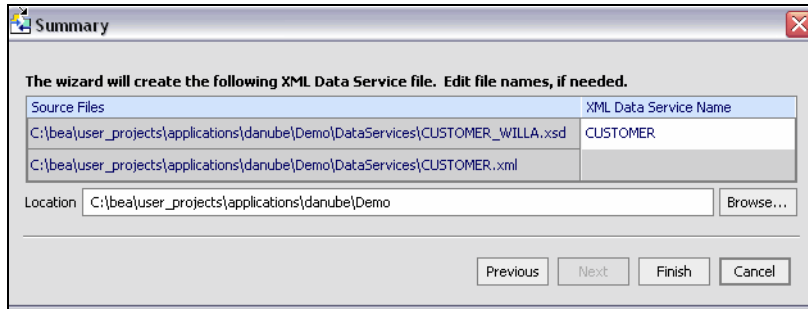 Summary
The wizard will create the following XML Data Service file. Edit file names, if needed.
Source Files XML Data Service Name
C:\bea\user_projects\applications\danube\Demo\DataServices\CUSTOMER_WILLA.xsd CUSTOMER
C:\bea\user_projects\applications\danube\Demo\DataServices\CUSTOMER.xml
Location C:\bea\user_projects\applications\danube\Demo Browse...
Previous Next Finish Cancel